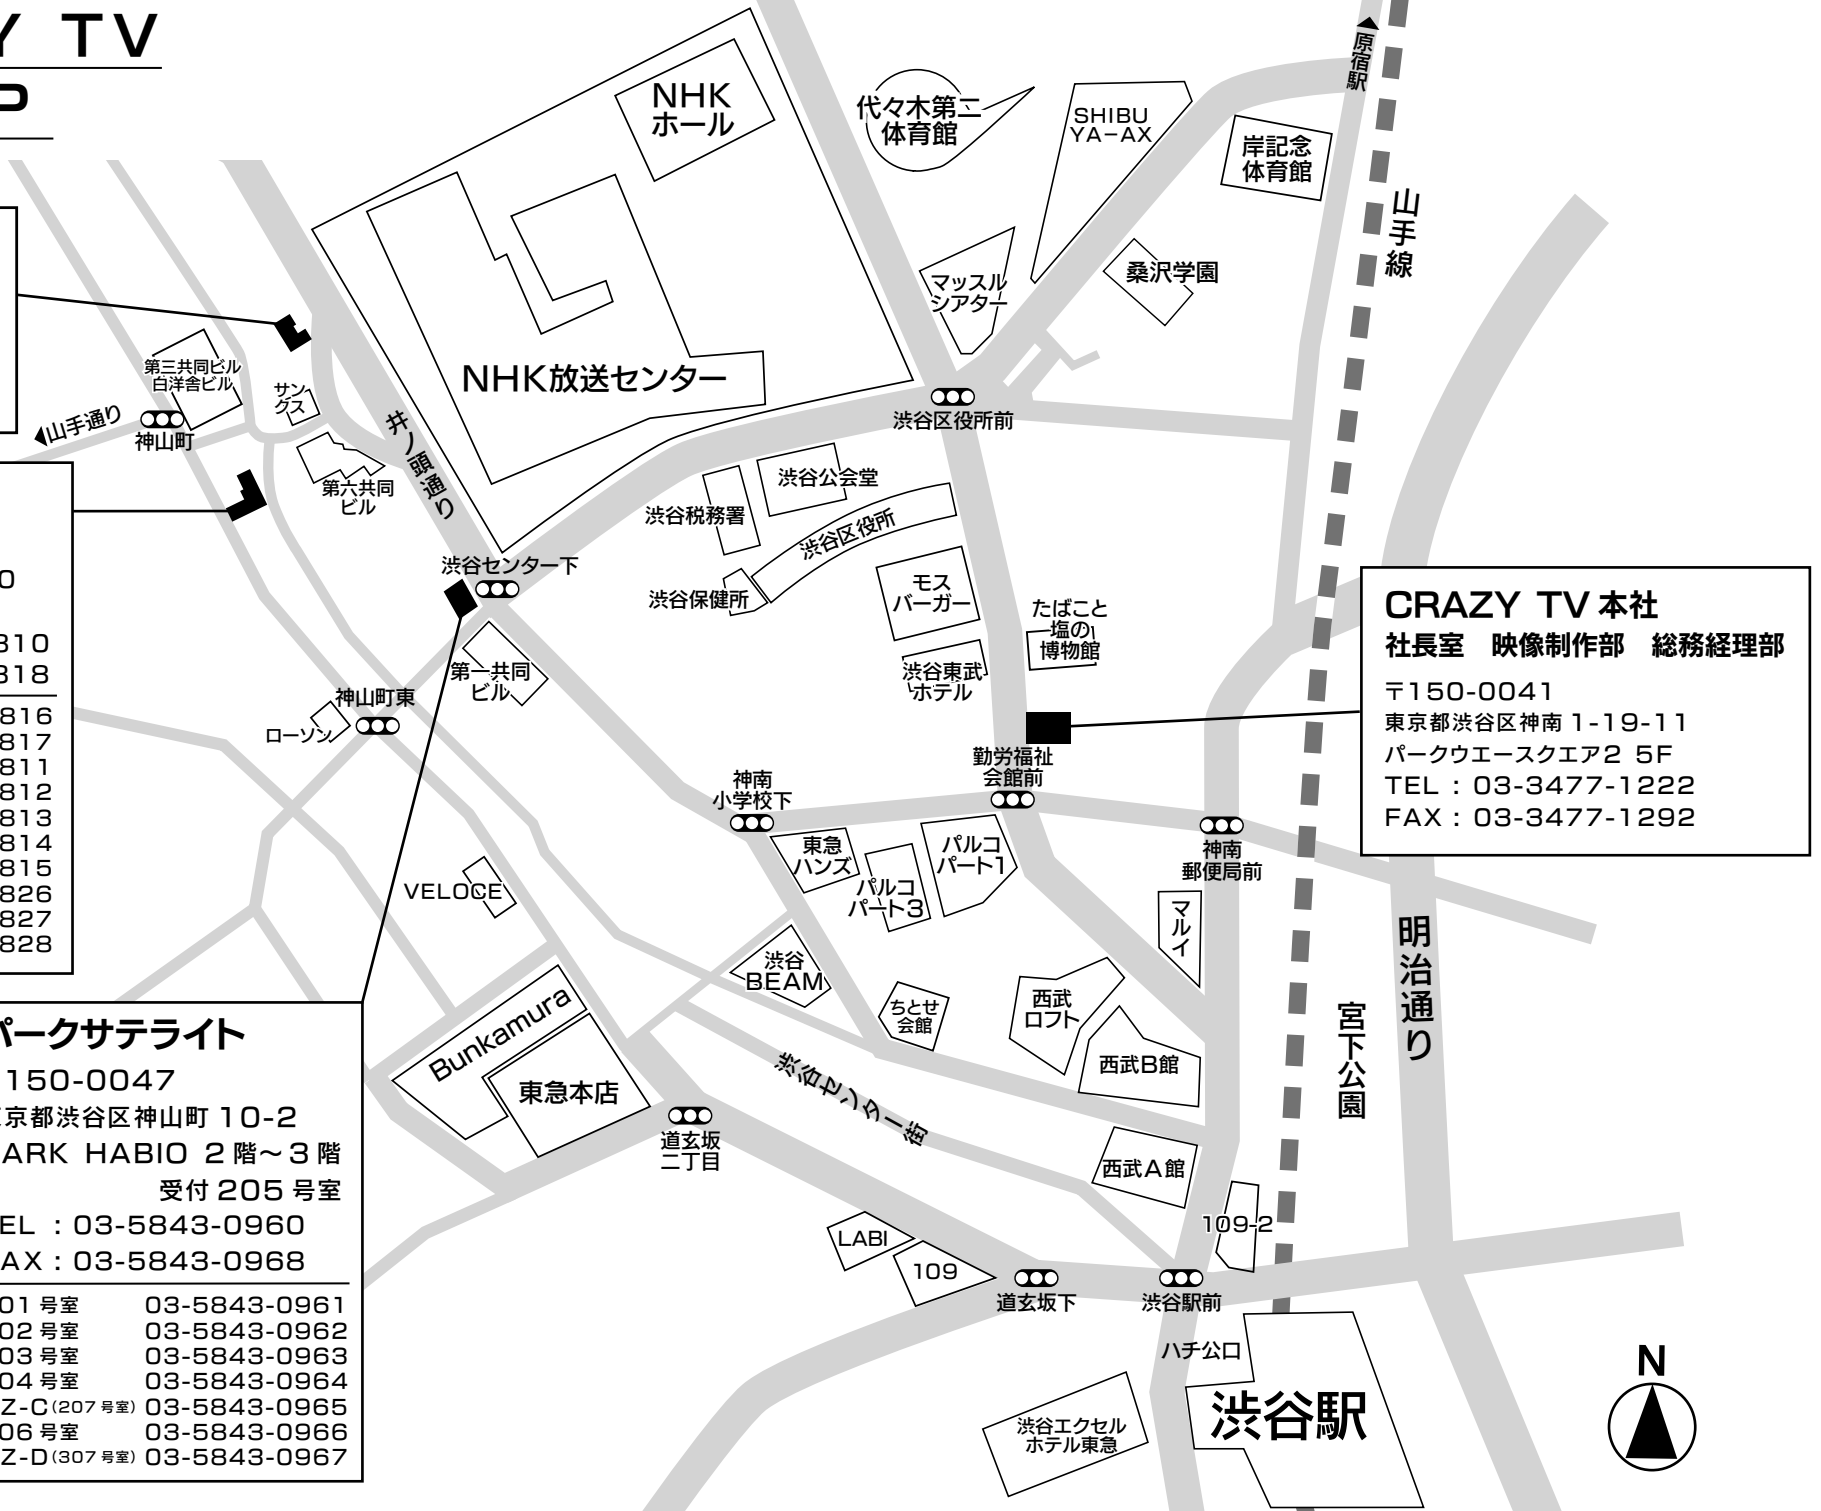 Y TV
P
NHK
ホール
代々木第二
体育館
SHIBU
YA-AX
岸記念
体育館
▲原宿駅
山手線
マッスル
シアター
桑沢学園
NHK放送センター
渋谷区役所前
第三共同ビル
白洋舎ビル
サン
グス
◀山手通り
神山町
第六共同
ビル
井ノ頭通り
渋谷公会堂
渋谷税務署
渋谷区役所
渋谷保健所
渋谷センター下
モス
バーガー
たばこと
塩の
博物館
渋谷東武
ホテル
第一共同
ビル
神山町東
ローソン
勤労福祉
会館前
神南
小学校下
東急
ハンズ
パルコ
パート3
パルコ
パート1
神南
郵便局前
マルイ
VELOCE
渋谷
BEAM
ちとせ
会館
西武
ロフト
西武B館
西武A館
明治通り
宮下公園
Bunkamura
東急本店
道玄坂
二丁目
渋谷センター街
109-2
LABI
109
道玄坂下
渋谷駅前
ハチ公口
渋谷駅
渋谷エクセル
ホテル東急
N
CRAZY TV 本社
社長室 映像制作部 総務経理部
〒150-0041
東京都渋谷区神南 1-19-11
パークウエースクエア2 5F
TEL : 03-3477-1222
FAX : 03-3477-1292
0
810
818
816
817
811
812
813
814
815
826
827
828
パークサテライト
150-0047
京都渋谷区神山町 10-2
ARK HABIO 2階～3階
受付 205 号室
EL : 03-5843-0960
AX : 03-5843-0968
01 号室 03-5843-0961
02 号室 03-5843-0962
03 号室 03-5843-0963
04 号室 03-5843-0964
Z-C(207号室) 03-5843-0965
06 号室 03-5843-0966
Z-D(307号室) 03-5843-0967